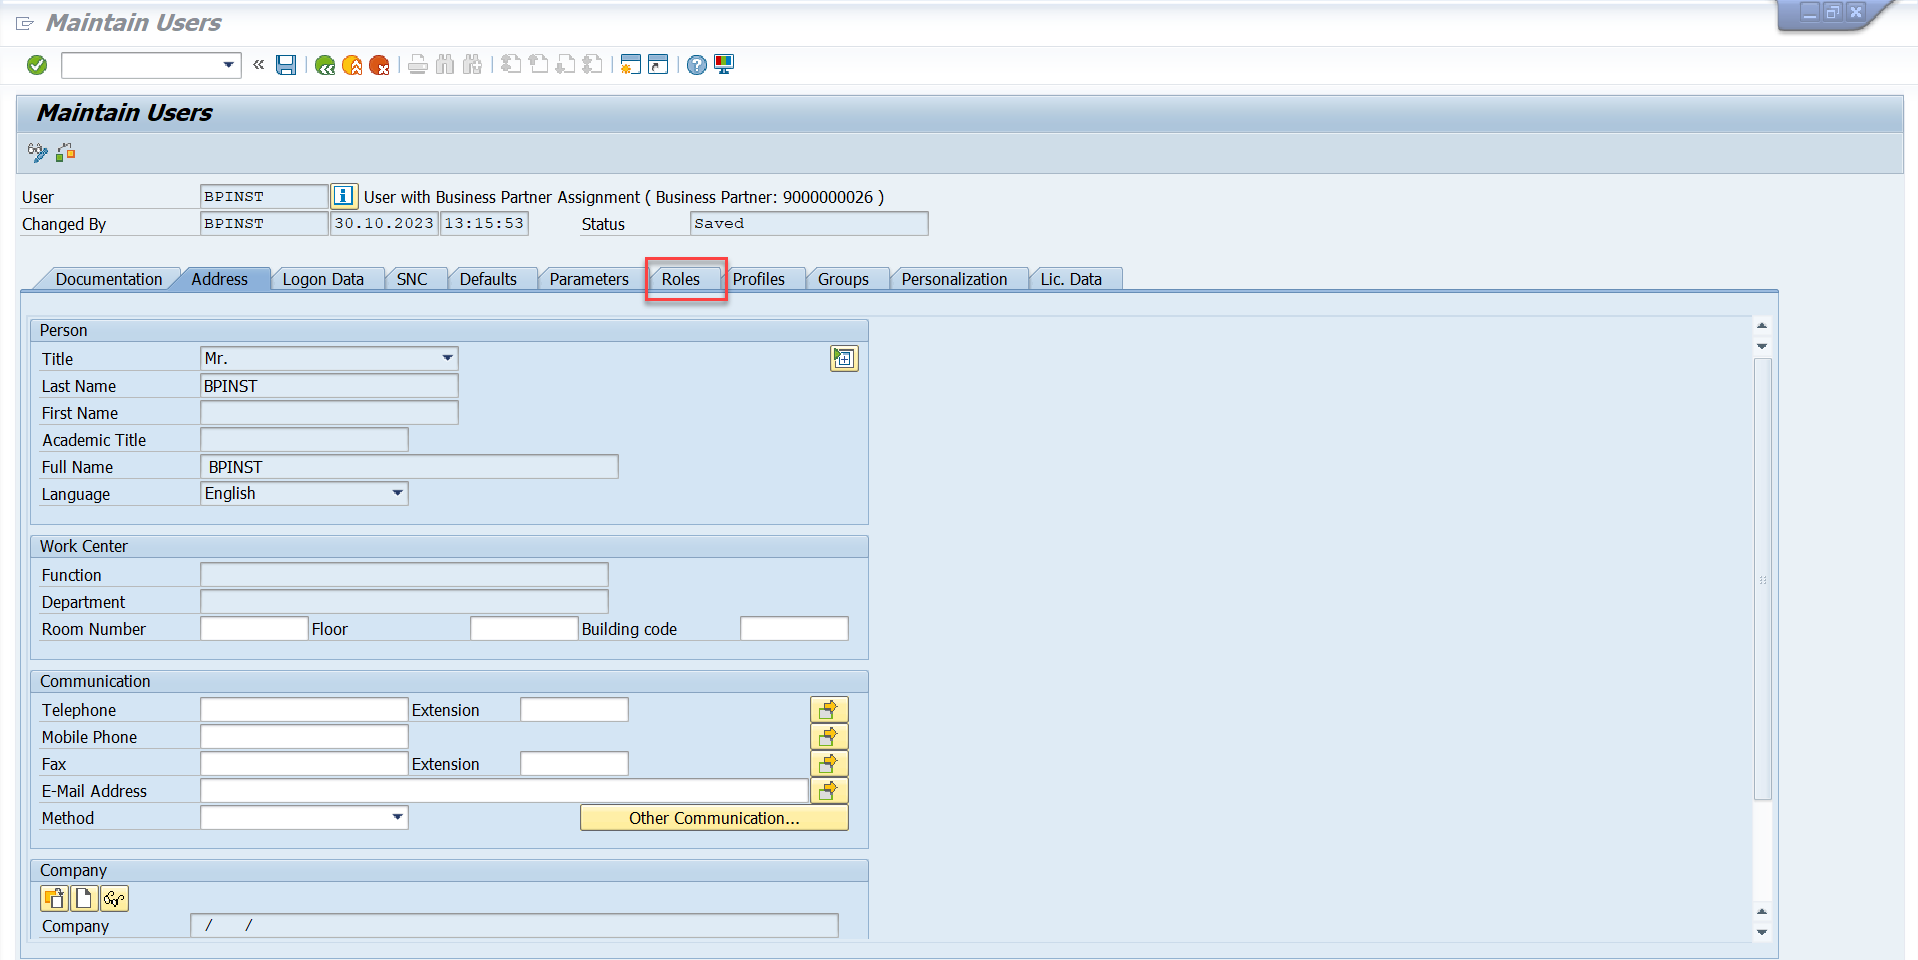 Maintain Users
Maintain Users
User BPINST User with Business Partner Assignment ( Business Partner: 9000000026 )
Changed By BPINST 30.10.2023 13:15:53 Status Saved
Documentation Address Logon Data SNC Defaults Parameters Roles Profiles Groups Personalization Lic. Data
Person
Title Mr.
Last Name BPINST
First Name
Academic Title
Full Name BPINST
Language English
Work Center
Function
Department
Room Number Floor Building code
Communication
Telephone Extension
Mobile Phone
Fax Extension
E-Mail Address
Method Other Communication...
Company
Company / /